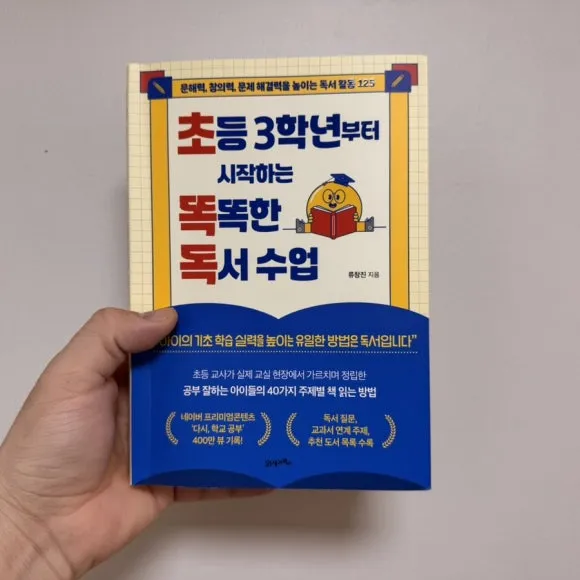 문해력, 창의력, 문제 해결력을 높이는 독서 활동 125
초등 3학년부터
시작하는
똑똑한
독서 수업
류창진 지음
아이의 기초 학습 실력을 높이는 유일한 방법은 독서입니다”
초등 교사가 실제 교실 현장에서 가르치며 정립한
공부 잘하는 아이들의 40가지 주제별 책 읽는 방법
네이버 프리미엄콘텐츠
‘다시, 학교 공부’
400만 뷰 기록!
독서 질문,
교과서 연계 주제,
추천 도서 목록 수록